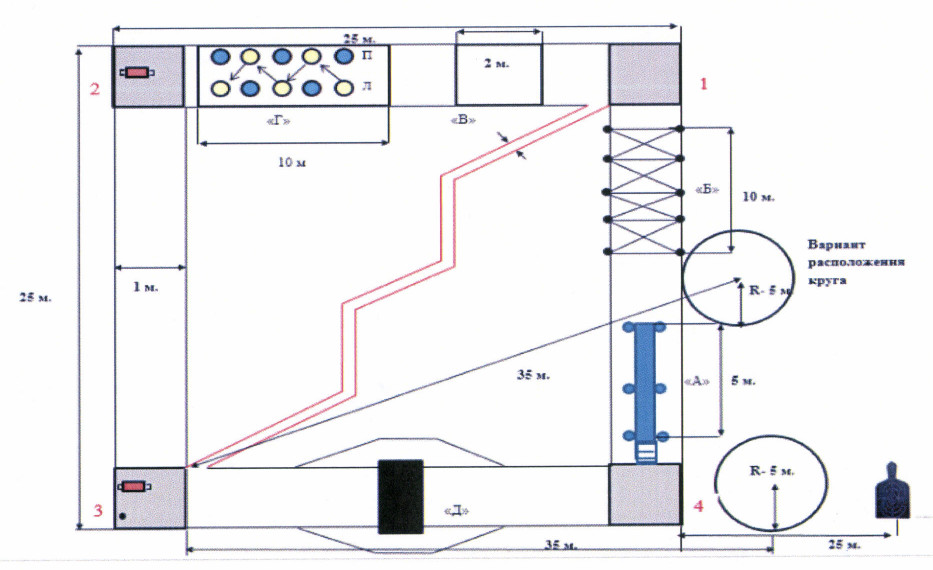 25 м.
2
П
Л
2 м.
1
«Г»
«В»
10 м
«Б»
10 м.
Вариант
расположения
круга
1 м.
25 м.
R- 5 м
35 м.
«А»
5 м.
R- 5 м.
3
«Д»
4
35 м.
25 м.